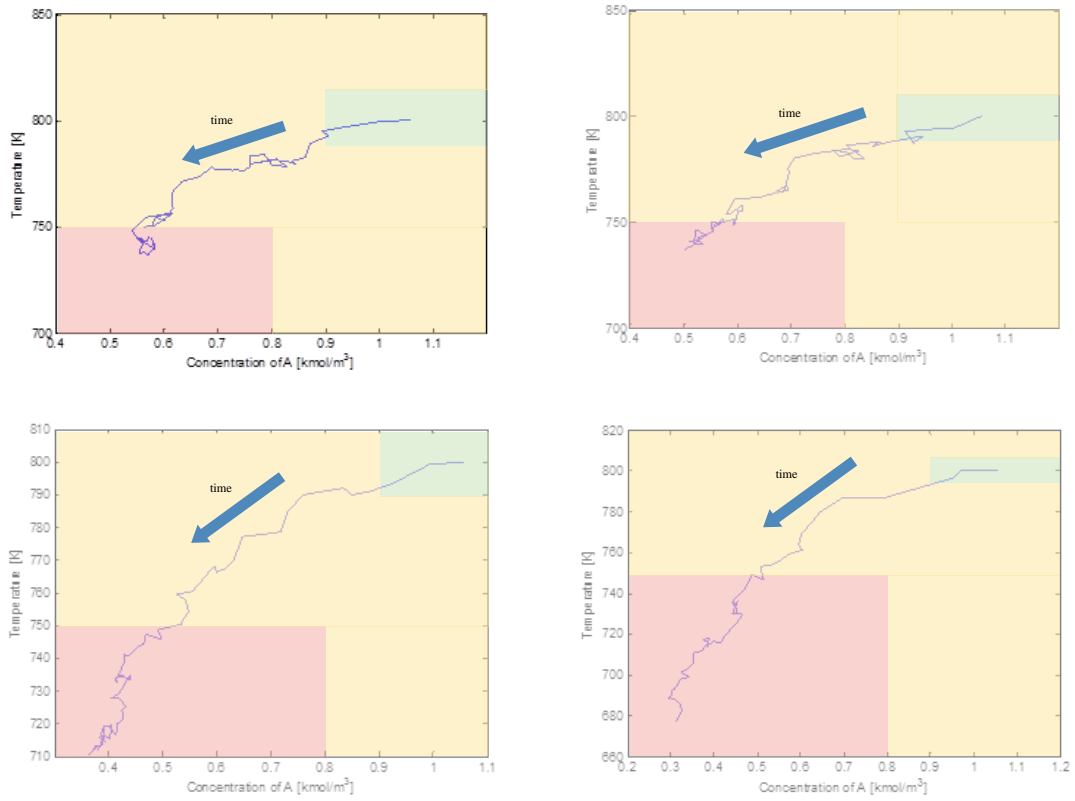 850
800
750
700
Temperature [K]
time
0.4 0.5 0.6 0.7 0.8 0.9 1 1.1
Concentration of A [kmol/m³]
850
800
750
700
Temperature [K]
time
0.4 0.5 0.6 0.7 0.8 0.9 1 1.1
Concentration of A [kmol/m³]
810
800
790
780
770
760
750
740
730
720
710
Temperature [K]
time
0.4 0.5 0.6 0.7 0.8 0.9 1 1.1
Concentration of A [kmol/m³]
820
800
780
760
740
720
700
680
660
Temperature [K]
time
0.2 0.3 0.4 0.5 0.6 0.7 0.8 0.9 1 1.1 1.2
Concentration of A [kmol/m³]